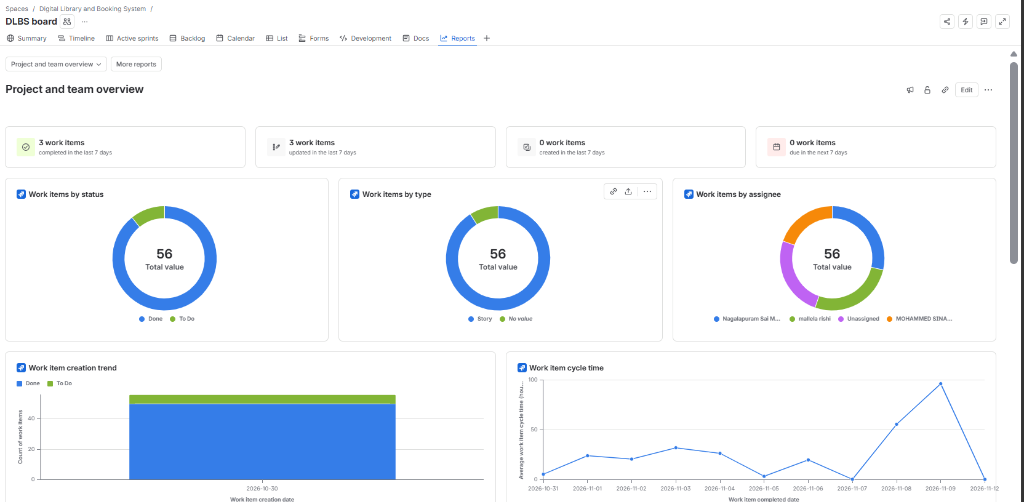 Spaces / Digital Library and Booking System /
DLBS board
Summary Timeline Active sprints Backlog Calendar List Forms Development Docs Reports
Project and team overview More reports
Project and team overview
Edit
3 work items
completed in the last 7 days
3 work items
updated in the last 7 days
0 work items
created in the last 7 days
0 work items
due in the next 7 days
Work items by status
56
Total value
Done To Do
Work items by type
56
Total value
Story No value
Work items by assignee
56
Total value
Nagalapuram Sai M... mallela rishi Unassigned MOHAMMED SINA...
Work item creation trend
Done To Do
Count of work items
40
20
0
2026-10-30
Work item creation date
Work item cycle time
Average work item cycle time (hou...
100
50
0
2026-10-31 2026-11-01 2026-11-02 2026-11-03 2026-11-04 2026-11-05 2026-11-06 2026-11-07 2026-11-08 2026-11-09 2026-11-12
Work item completed date